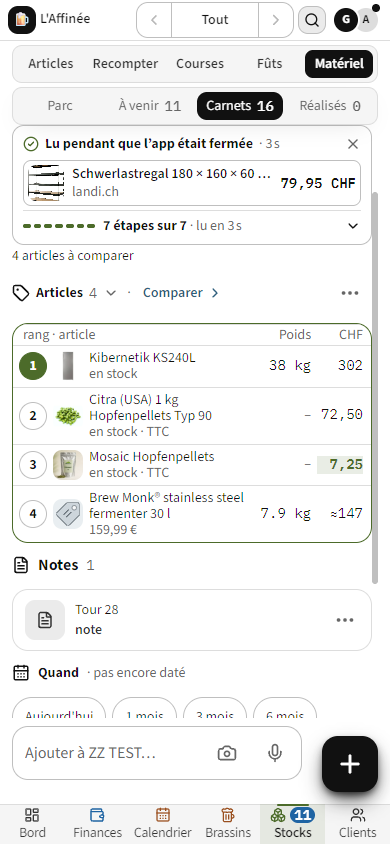 L'Affinée
Tout
G
A
Articles Recompter Courses Fûts Matériel
Parc À venir 11 Carnets 16 Réalisés 0
Lu pendant que l'app était fermée · 3 s
Schwerlastregal 180 × 160 × 60 …
landi.ch
79,95 CHF
7 étapes sur 7 · lu en 3 s
4 articles à comparer
Articles 4 · Comparer
rang · article Poids CHF
1 Kibernetik KS240L
en stock
38 kg 302
2 Citra (USA) 1 kg
Hopfenpellets Typ 90
en stock · TTC
– 72,50
3 Mosaic Hopfenpellets
en stock · TTC
– 7,25
4 Brew Monk® stainless steel
fermenter 30 l
159,99 €
7.9 kg ≈147
Notes 1
Tour 28
note
Quand · pas encore daté
Aujourd'hui 1 mois 3 mois 6 mois
Ajouter à ZZ TEST…
11
Bord Finances Calendrier Brassins Stocks Clients